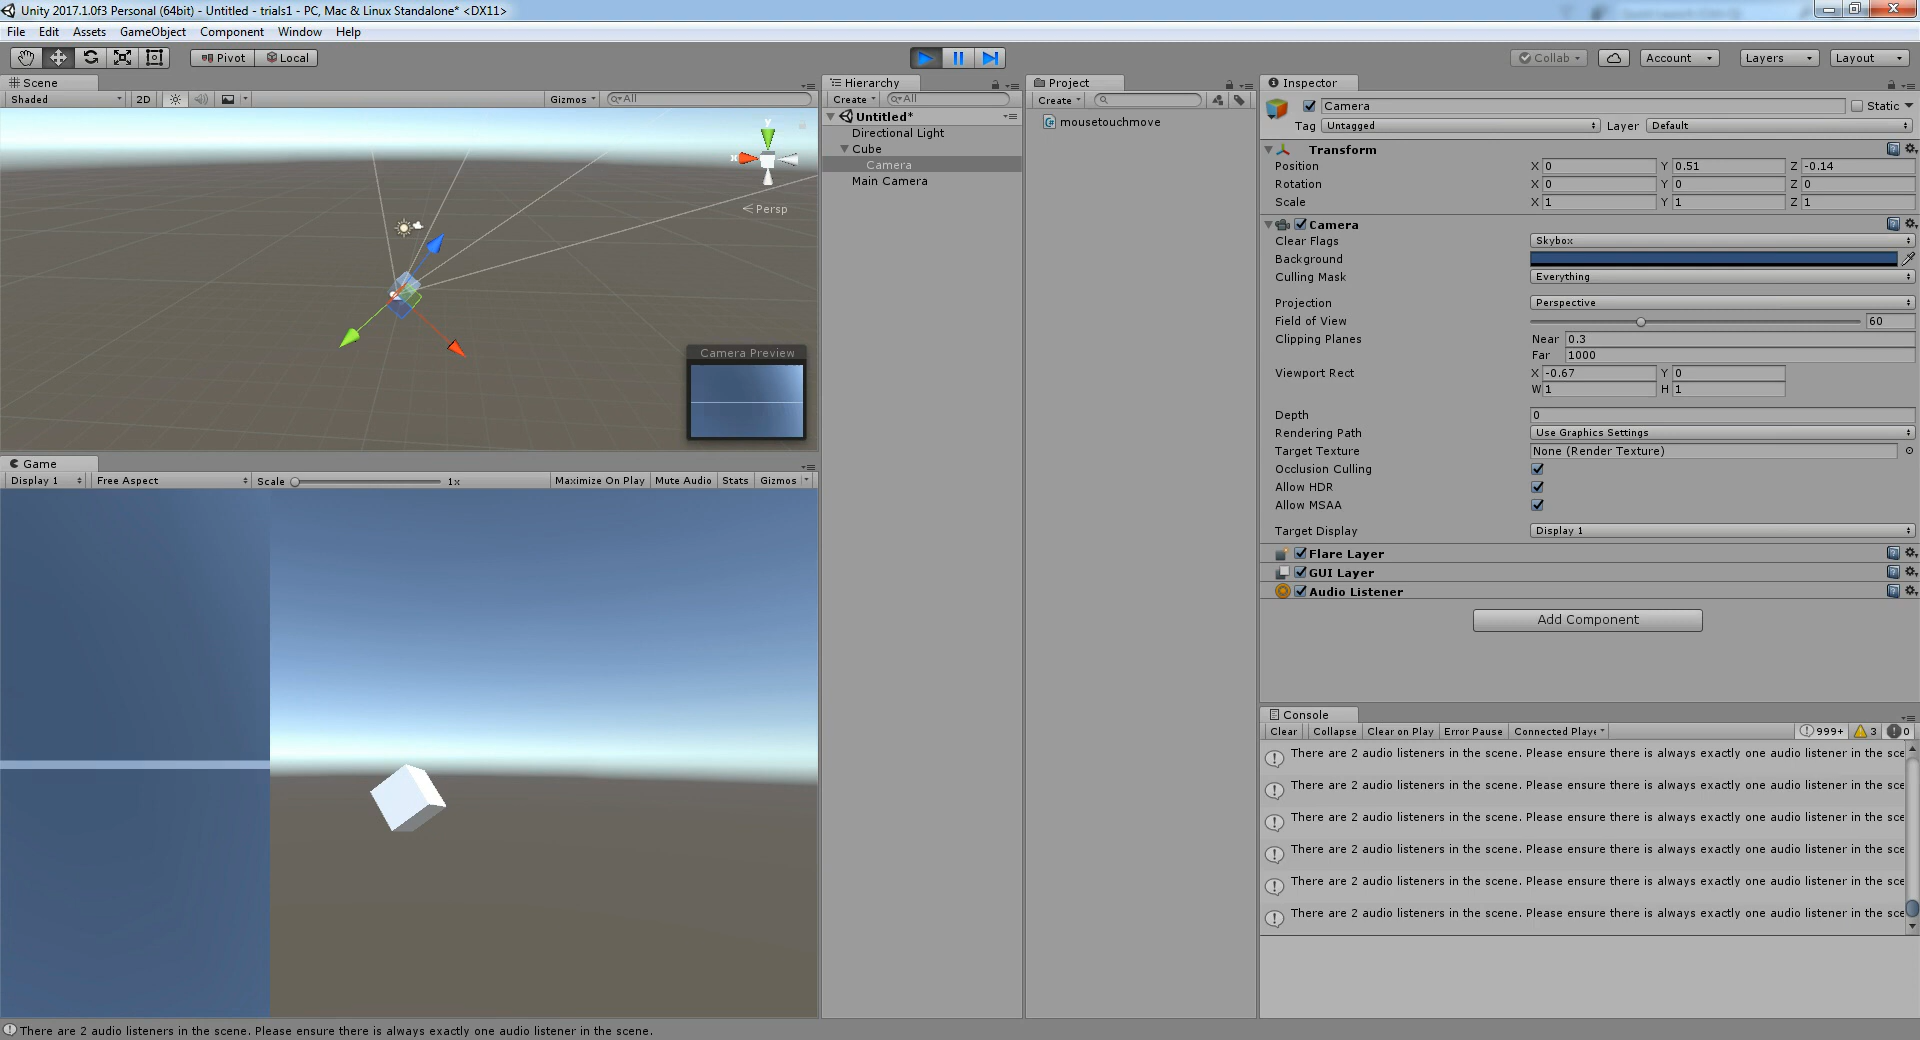 Unity 2017.1.0f3 Personal (64bit) - Untitled - trials1 - PC, Mac & Linux Standalone* <DX11>
File Edit Assets GameObject Component Window Help
Pivot Local Collab Account Layers Layout
Scene
Shaded 2D Gizmos All
y
x
Persp
Camera Preview
Game
Display 1 Free Aspect Scale 1x Maximize On Play Mute Audio Stats Gizmos
Hierarchy
Create All
Untitled*
Directional Light
Cube
Camera
Main Camera
Project
Create
mousetouchmove
Inspector
Camera Static
Tag Untagged Layer Default
Transform
Position X 0 Y 0.51 Z -0.14
Rotation X 0 Y 0 Z 0
Scale X 1 Y 1 Z 1
Camera
Clear Flags Skybox
Background
Culling Mask Everything
Projection Perspective
Field of View 60
Clipping Planes Near 0.3
Far 1000
Viewport Rect X -0.67 Y 0
W 1 H 1
Depth 0
Rendering Path Use Graphics Settings
Target Texture None (Render Texture)
Occlusion Culling
Allow HDR
Allow MSAA
Target Display Display 1
Flare Layer
GUI Layer
Audio Listener
Add Component
Console
Clear Collapse Clear on Play Error Pause Connected Playe 999+ 3 0
There are 2 audio listeners in the scene. Please ensure there is always exactly one audio listener in the sce
There are 2 audio listeners in the scene. Please ensure there is always exactly one audio listener in the sce
There are 2 audio listeners in the scene. Please ensure there is always exactly one audio listener in the sce
There are 2 audio listeners in the scene. Please ensure there is always exactly one audio listener in the sce
There are 2 audio listeners in the scene. Please ensure there is always exactly one audio listener in the sce
There are 2 audio listeners in the scene. Please ensure there is always exactly one audio listener in the sce
There are 2 audio listeners in the scene. Please ensure there is always exactly one audio listener in the scene.